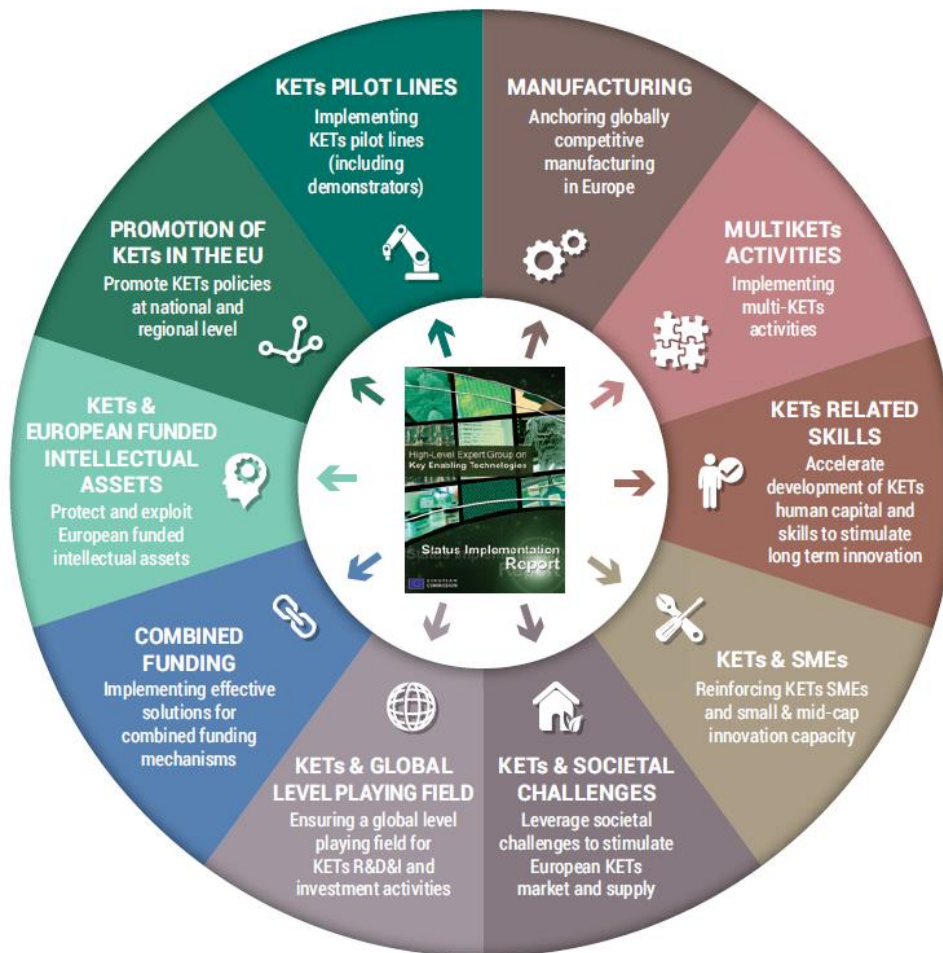 KETs PILOT LINES
Implementing
KETs pilot lines
(including
demonstrators)
MANUFACTURING
Anchoring globally
competitive
manufacturing
in Europe
MULTIKETs
ACTIVITIES
Implementing
multi-KETs
activities
KETs RELATED
SKILLS
Accelerate
development of KETs
human capital and
skills to stimulate
long term innovation
KETs & SMEs
Reinforcing KETs SMEs
and small & mid-cap
innovation capacity
KETs & SOCIETAL
CHALLENGES
Leverage societal
challenges to stimulate
European KETs
market and supply
KETs & GLOBAL
LEVEL PLAYING FIELD
Ensuring a global level
playing field for
KETs R&D&I and
investment activities
COMBINED
FUNDING
Implementing effective
solutions for
combined funding
mechanisms
KETs &
EUROPEAN FUNDED
INTELLECTUAL
ASSETS
Protect and exploit
European funded
intellectual assets
PROMOTION OF
KETs IN THE EU
Promote KETs policies
at national and
regional level
High-Level Expert Group on
Key Enabling Technologies
Status Implementation
Report
EUROPEAN
COMMISSION